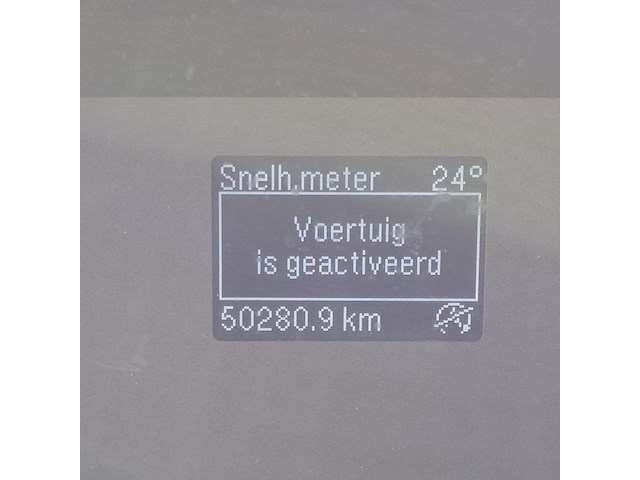 Snelh.meter 24°
Voertuig
is geactiveerd
50280.9 km